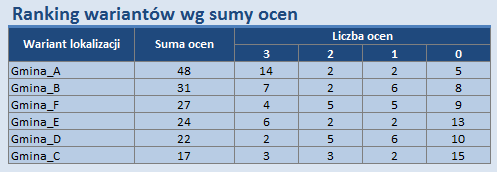 Ranking wariantów wg sumy ocen
Wariant lokalizacji Suma ocen Liczba ocen
3 2 1 0
Gmina_A 48 14 2 2 5
Gmina_B 31 7 2 6 8
Gmina_F 27 4 5 5 9
Gmina_E 24 6 2 2 13
Gmina_D 22 2 5 6 10
Gmina_C 17 3 3 2 15